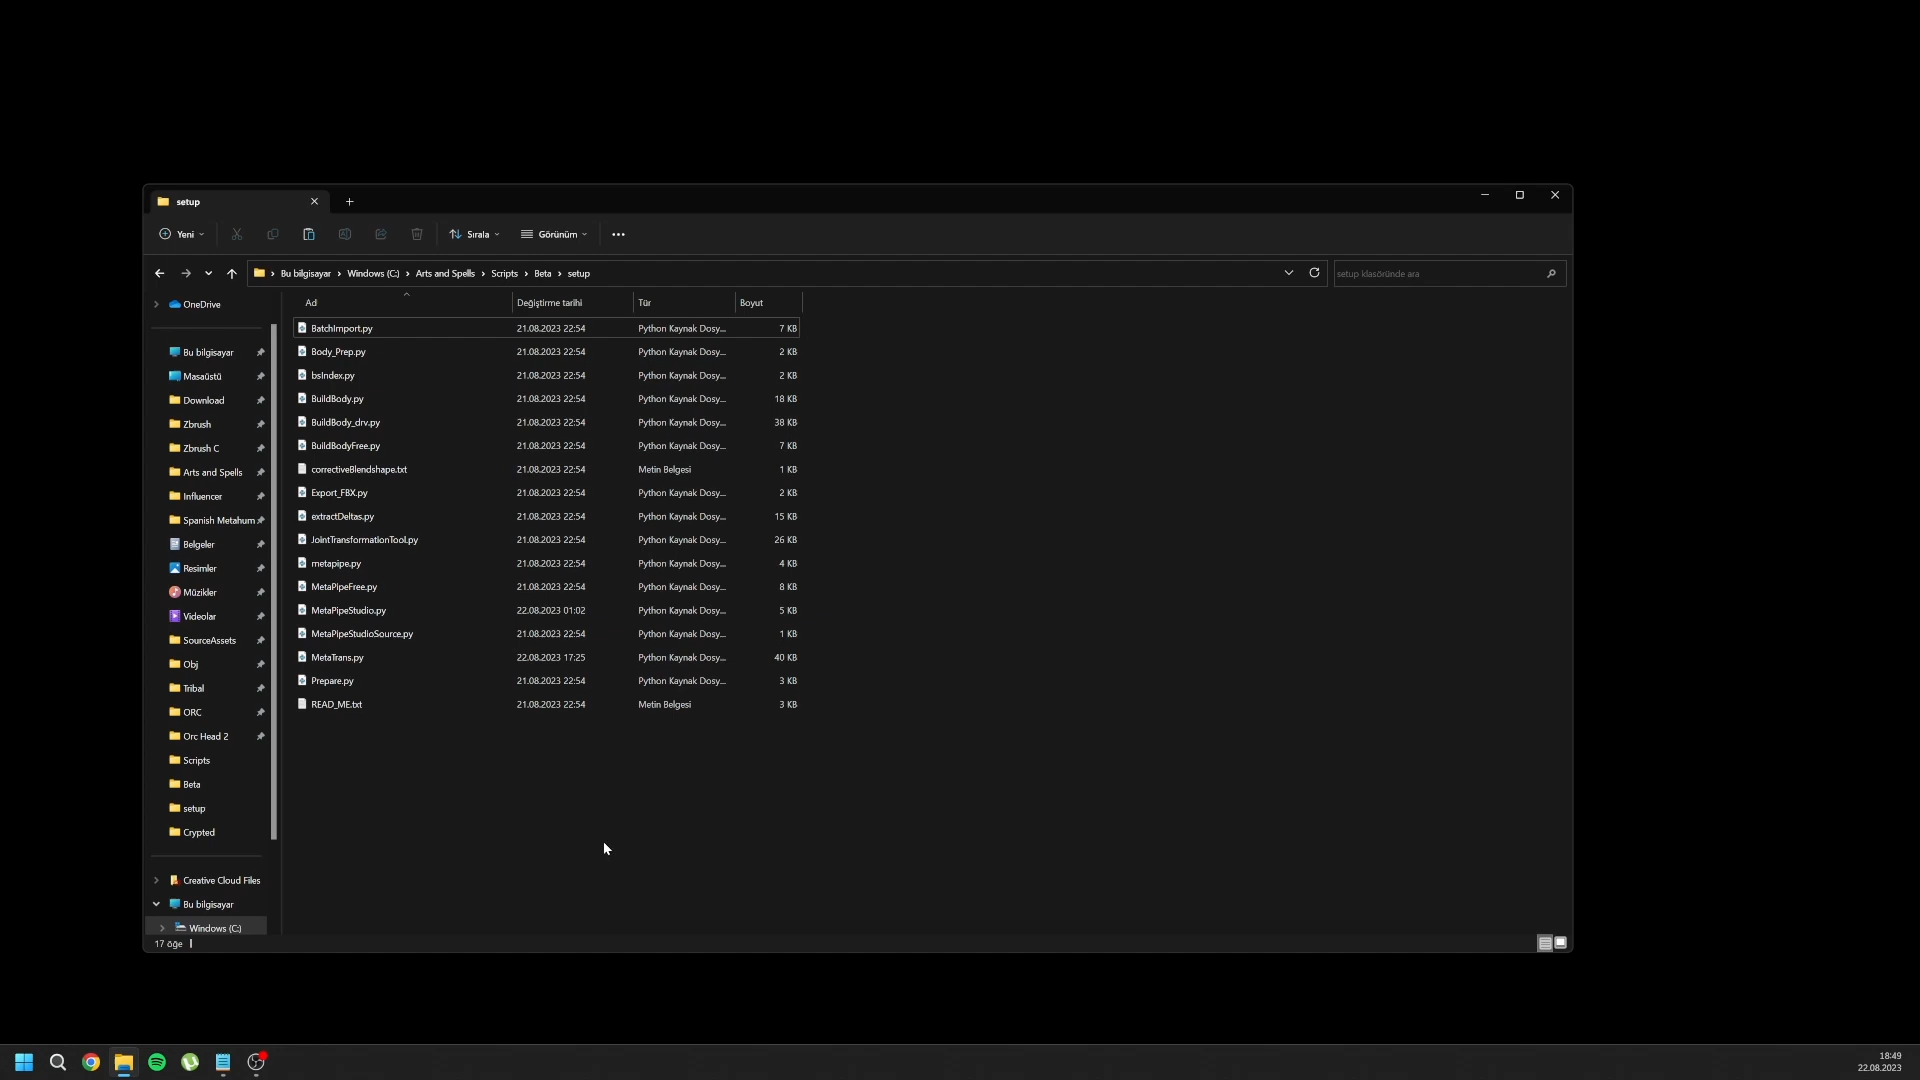 setup
Yeni
Sırala
Görünüm
Bu bilgisayar › Windows (C:) › Arts and Spells › Scripts › Beta › setup
setup klasöründe ara
OneDrive
Bu bilgisayar
Masaüstü
Download
Zbrush
Zbrush C
Arts and Spells
Influencer
Spanish Metahum
Belgeler
Resimler
Müzikler
Videolar
SourceAssets
Obj
Tribal
ORC
Orc Head 2
Scripts
Beta
setup
Crypted
Creative Cloud Files
Bu bilgisayar
Windows (C:)
Ad Değiştirme tarihi Tür Boyut
BatchImport.py 21.08.2023 22:54 Python Kaynak Dosy... 7 KB
Body_Prep.py 21.08.2023 22:54 Python Kaynak Dosy... 2 KB
bsIndex.py 21.08.2023 22:54 Python Kaynak Dosy... 2 KB
BuildBody.py 21.08.2023 22:54 Python Kaynak Dosy... 18 KB
BuildBody_drv.py 21.08.2023 22:54 Python Kaynak Dosy... 38 KB
BuildBodyFree.py 21.08.2023 22:54 Python Kaynak Dosy... 7 KB
correctiveBlendshape.txt 21.08.2023 22:54 Metin Belgesi 1 KB
Export_FBX.py 21.08.2023 22:54 Python Kaynak Dosy... 2 KB
extractDeltas.py 21.08.2023 22:54 Python Kaynak Dosy... 15 KB
JointTransformationTool.py 21.08.2023 22:54 Python Kaynak Dosy... 26 KB
metapipe.py 21.08.2023 22:54 Python Kaynak Dosy... 4 KB
MetaPipeFree.py 21.08.2023 22:54 Python Kaynak Dosy... 8 KB
MetaPipeStudio.py 22.08.2023 01:02 Python Kaynak Dosy... 5 KB
MetaPipeStudioSource.py 21.08.2023 22:54 Python Kaynak Dosy... 1 KB
MetaTrans.py 22.08.2023 17:25 Python Kaynak Dosy... 40 KB
Prepare.py 21.08.2023 22:54 Python Kaynak Dosy... 3 KB
READ_ME.txt 21.08.2023 22:54 Metin Belgesi 3 KB
17 öğe
18:49
22.08.2023